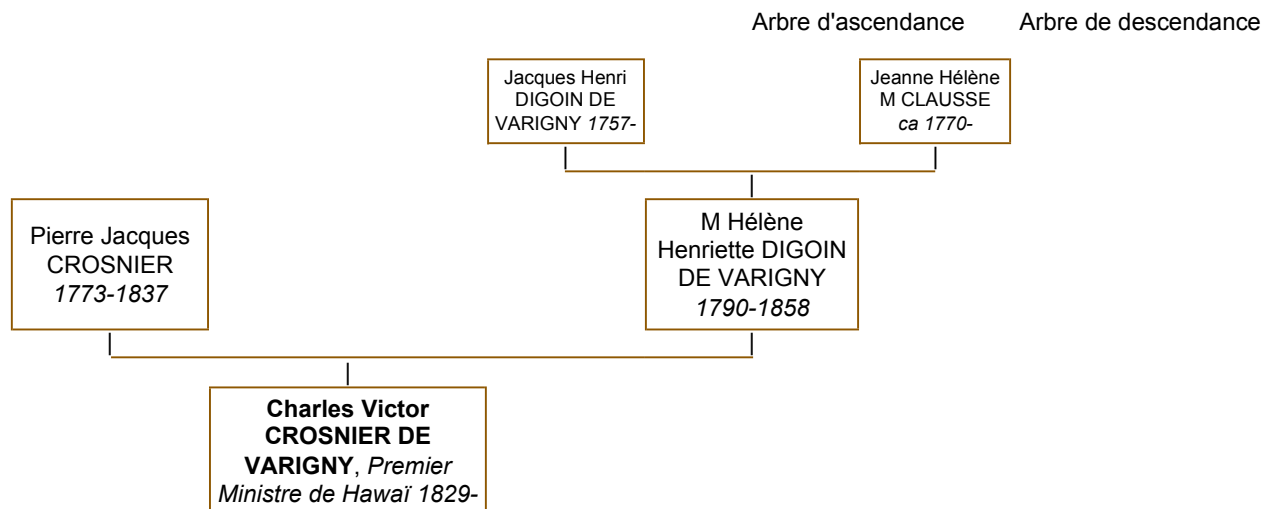 Arbre d'ascendance Arbre de descendance
Jacques Henri
DIGOIN DE
VARIGNY 1757-
Jeanne Hélène
M CLAUSSE
ca 1770-
Pierre Jacques
CROSNIER
1773-1837
M Hélène
Henriette DIGOIN
DE VARIGNY
1790-1858
Charles Victor
CROSNIER DE
VARIGNY, Premier
Ministre de Hawaï 1829-